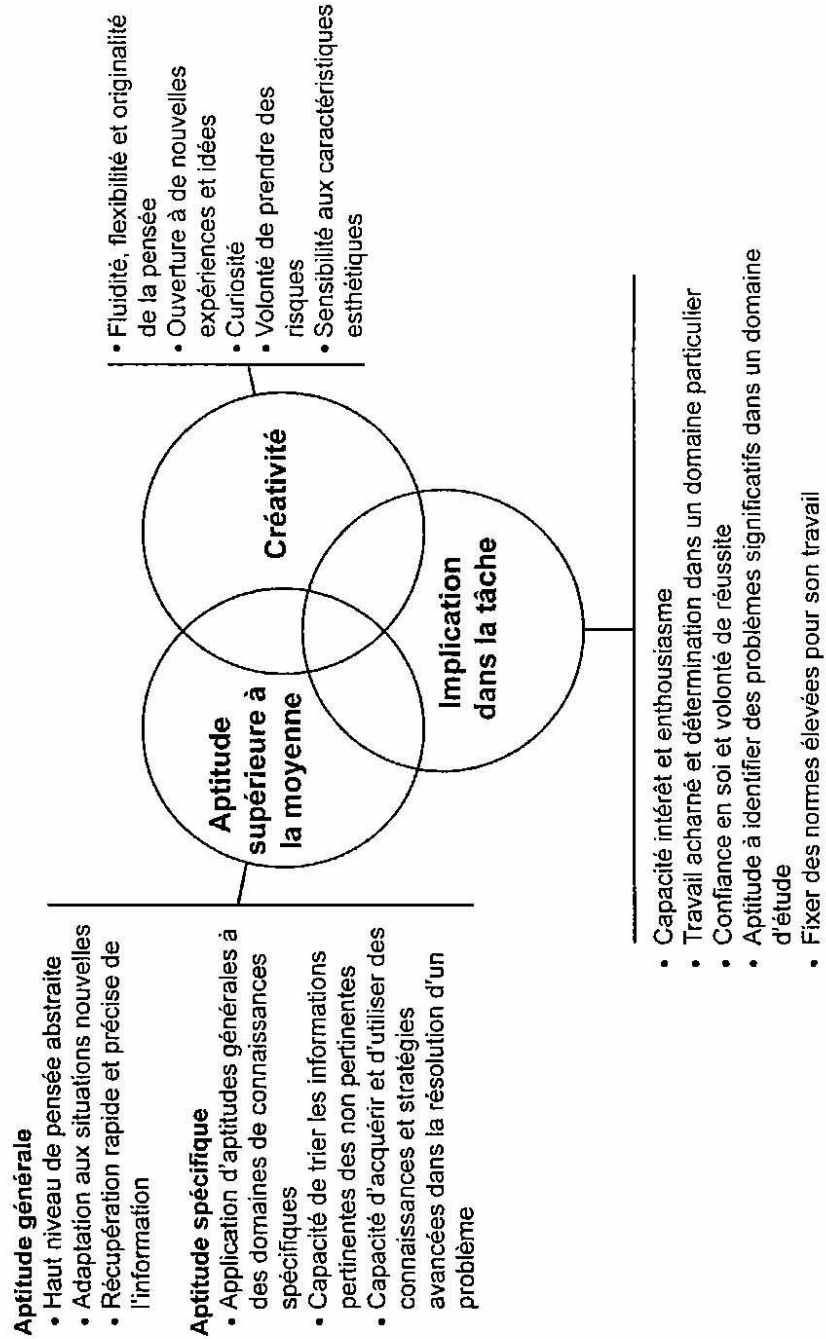 Aptitude générale
• Haut niveau de pensée abstraite
• Adaptation aux situations nouvelles
• Récupération rapide et précise de
l'information
Aptitude spécifique
• Application d'aptitudes générales à
des domaines de connaissances
spécifiques
• Capacité de trier les informations
pertinentes des non pertinentes
• Capacité d'acquérir et d'utiliser des
connaissances et stratégies
avancées dans la résolution d'un
problème
Aptitude
supérieure à
la moyenne
Créativité
Implication
dans la tâche
• Fluidité, flexibilité et originalité
de la pensée
• Ouverture à de nouvelles
expériences et idées
• Curiosité
• Volonté de prendre des
risques
• Sensibilité aux caractéristiques
esthétiques
• Capacité intérêt et enthousiasme
• Travail acharné et détermination dans un domaine particulier
• Confiance en soi et volonté de réussite
• Aptitude à identifier des problèmes significatifs dans un domaine
d'étude
• Fixer des normes élevées pour son travail